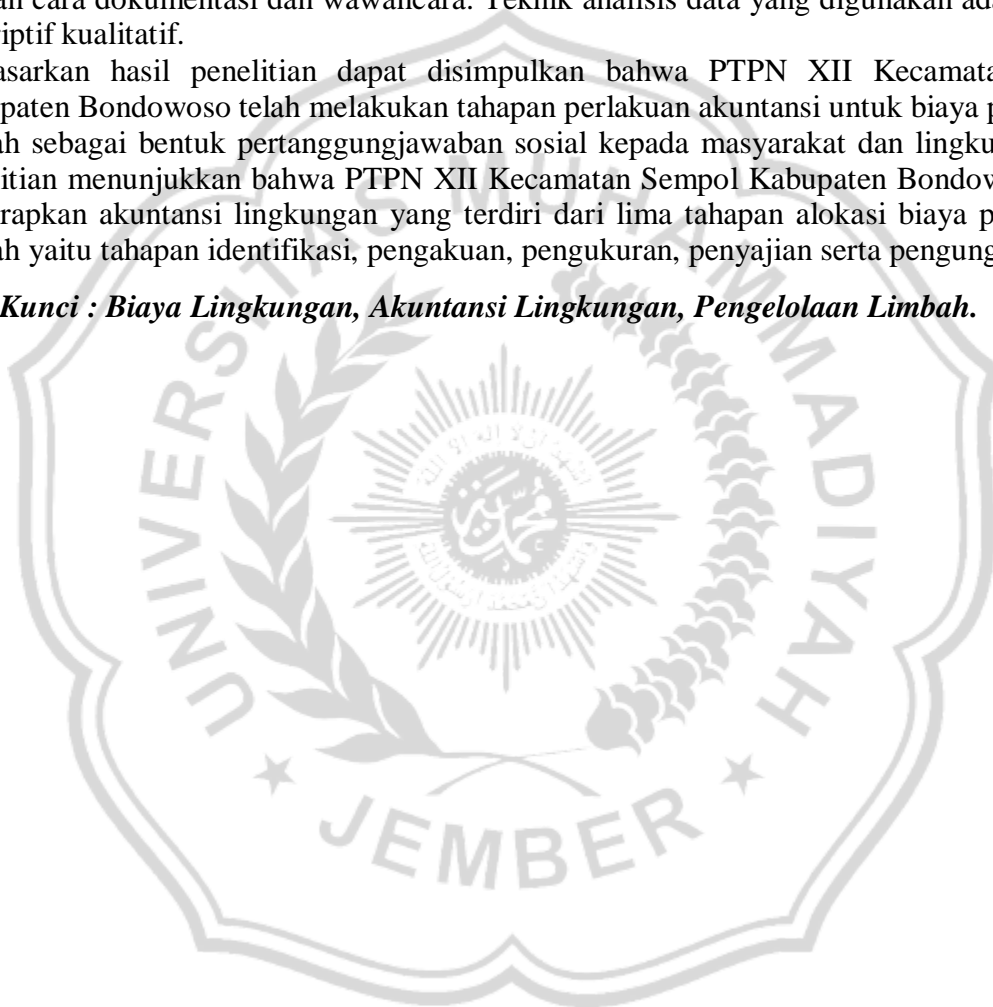 an cara dokumentasi dan wawancara. Teknik analisis data yang digunakan ada
riptif kualitatif.
asarkan hasil penelitian dapat disimpulkan bahwa PTPN XII Kecamata
paten Bondowoso telah melakukan tahapan perlakuan akuntansi untuk biaya p
ah sebagai bentuk pertanggungjawaban sosial kepada masyarakat dan lingku
itian menunjukkan bahwa PTPN XII Kecamatan Sempol Kabupaten Bondow
rapkan akuntansi lingkungan yang terdiri dari lima tahapan alokasi biaya p
ah yaitu tahapan identifikasi, pengakuan, pengukuran, penyajian serta pengung
Kunci : Biaya Lingkungan, Akuntansi Lingkungan, Pengelolaan Limbah.
UNIVERSITAS MUHAMMADIYAH
JEMBER